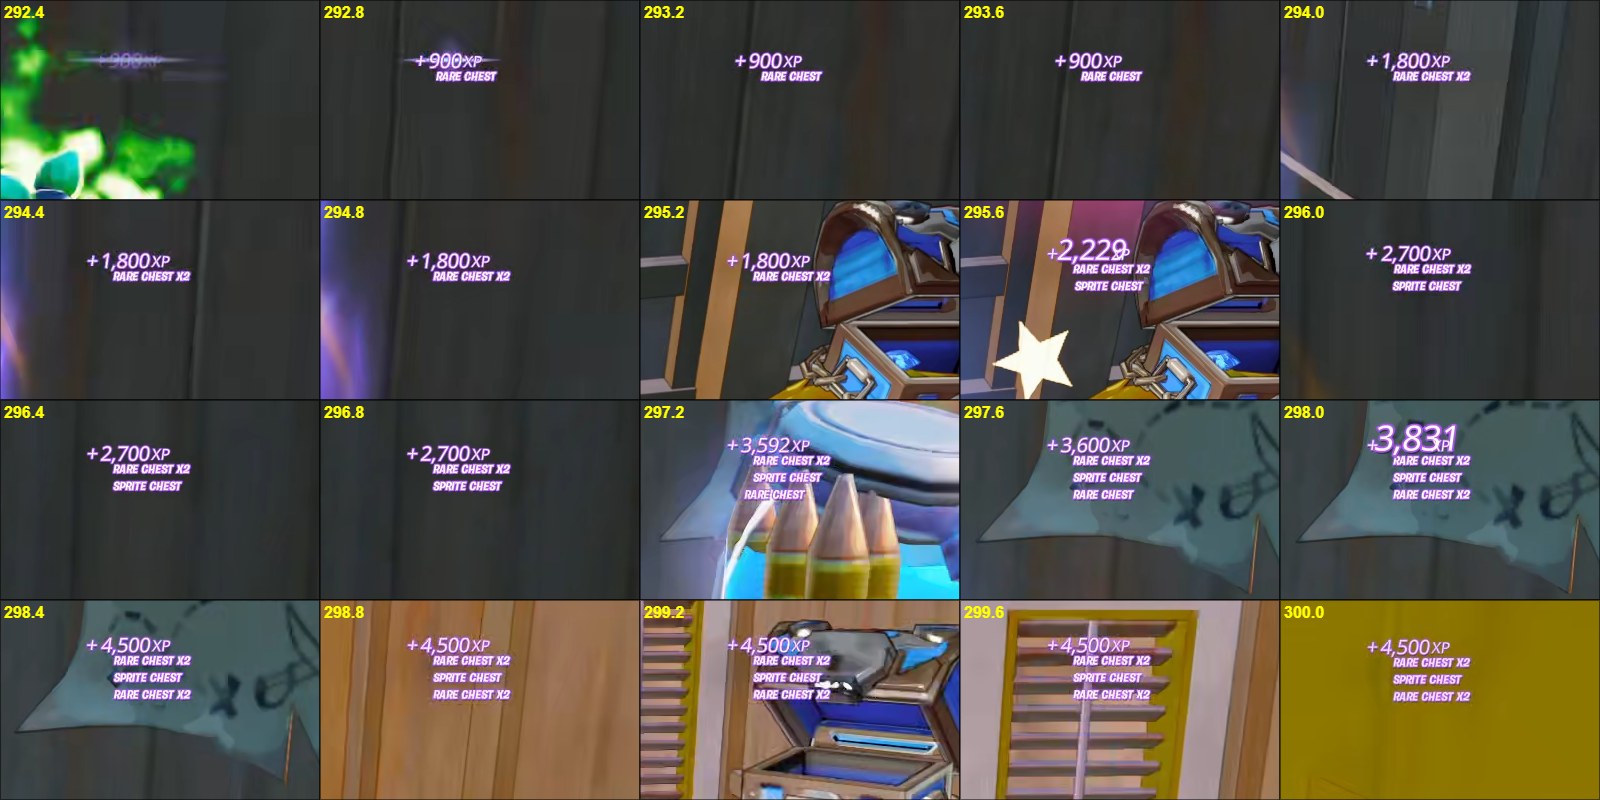 292.4
+900XP
292.8
+900XP
RARE CHEST
293.2
+900XP
RARE CHEST
293.6
+900XP
RARE CHEST
294.0
+1,800XP
RARE CHEST X2
294.4
+1,800XP
RARE CHEST X2
294.8
+1,800XP
RARE CHEST X2
295.2
+1,800XP
RARE CHEST X2
295.6
+2,229XP
RARE CHEST X2
SPRITE CHEST
296.0
+2,700XP
RARE CHEST X2
SPRITE CHEST
296.4
+2,700XP
RARE CHEST X2
SPRITE CHEST
296.8
+2,700XP
RARE CHEST X2
SPRITE CHEST
297.2
+3,592XP
RARE CHEST X2
SPRITE CHEST
RARE CHEST
297.6
+3,600XP
RARE CHEST X2
SPRITE CHEST
RARE CHEST
298.0
+3,831XP
RARE CHEST X2
SPRITE CHEST
RARE CHEST X2
298.4
+4,500XP
RARE CHEST X2
SPRITE CHEST
RARE CHEST X2
298.8
+4,500XP
RARE CHEST X2
SPRITE CHEST
RARE CHEST X2
299.2
+4,500XP
RARE CHEST X2
SPRITE CHEST
RARE CHEST X2
299.6
+4,500XP
RARE CHEST X2
SPRITE CHEST
RARE CHEST X2
300.0
+4,500XP
RARE CHEST X2
SPRITE CHEST
RARE CHEST X2